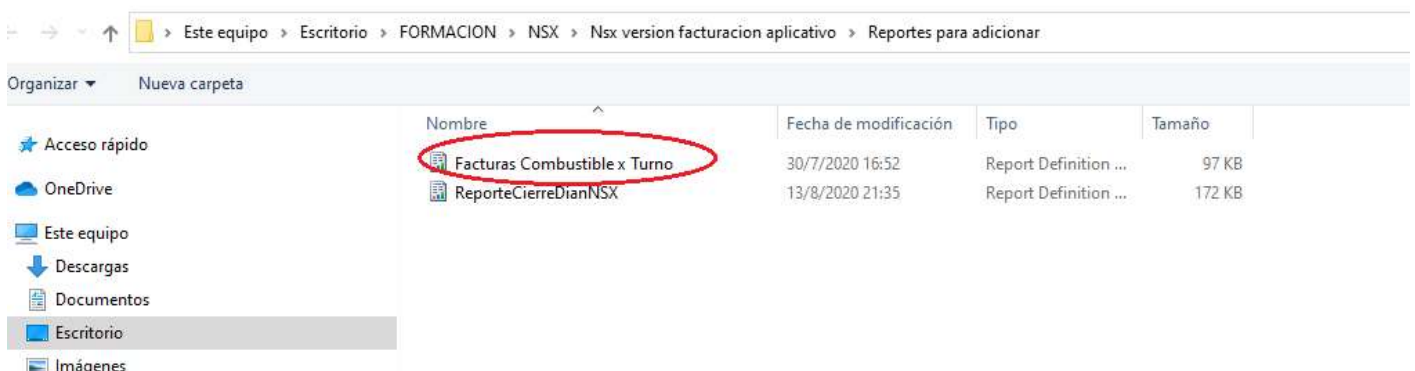 Este equipo > Escritorio > FORMACION > NSX > Nsx version facturacion aplicativo > Reportes para adicionar
Organizar Nueva carpeta
Nombre Fecha de modificación Tipo Tamaño
Acceso rápido
Facturas Combustible x Turno 30/7/2020 16:52 Report Definition ... 97 KB
OneDrive
ReporteCierreDianNSX 13/8/2020 21:35 Report Definition ... 172 KB
Este equipo
Descargas
Documentos
Escritorio
Imágenes